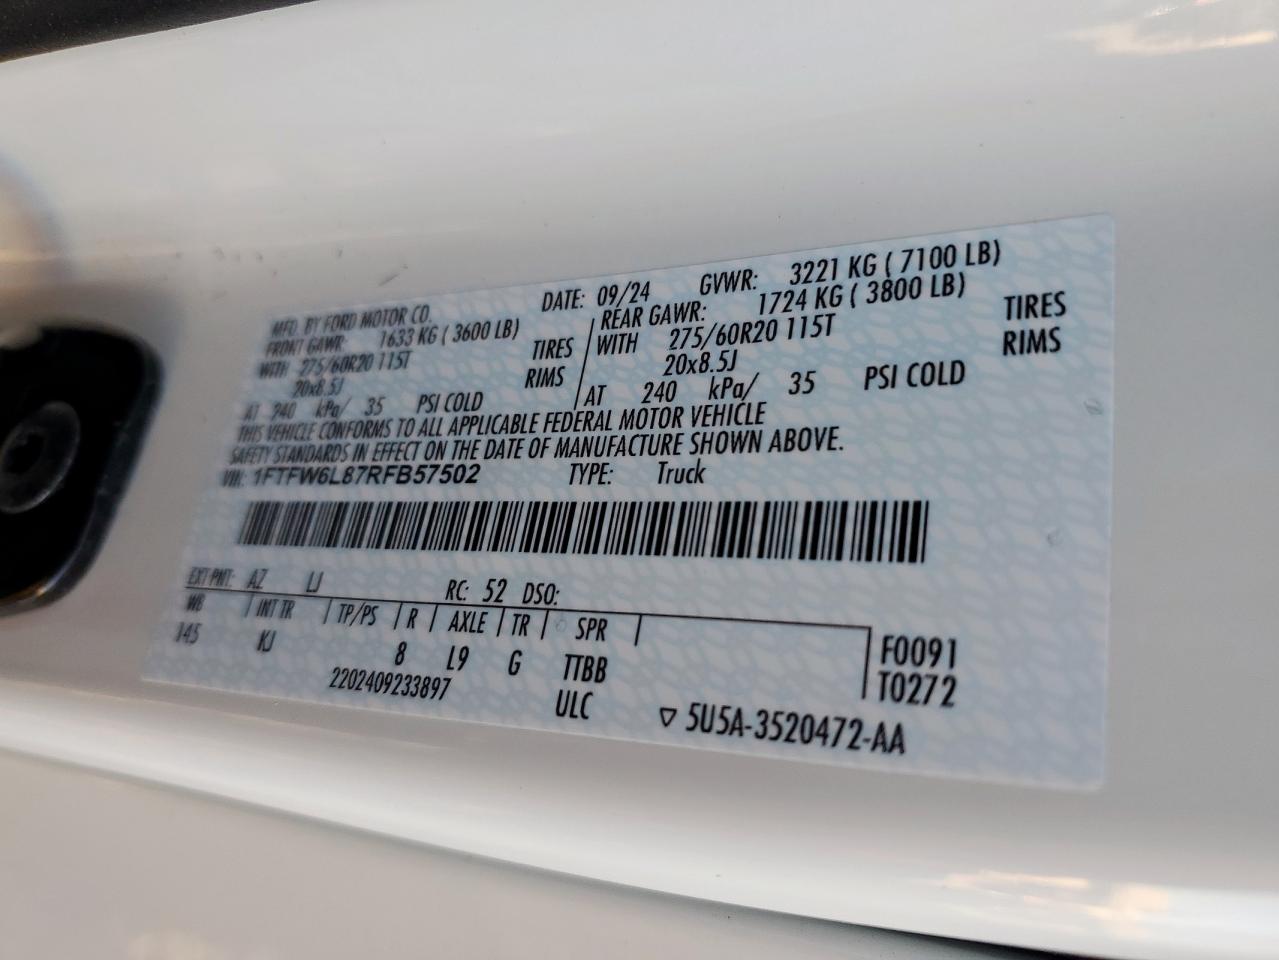 MFD. BY FORD MOTOR CO. DATE: 09/24 GVWR: 3221 KG ( 7100 LB)
FRONT GAWR: 1633 KG ( 3600 LB) REAR GAWR: 1724 KG ( 3800 LB)
WITH 275/60R20 115T TIRES WITH 275/60R20 115T TIRES
20x8.5J RIMS 20x8.5J RIMS
AT 240 kPa/ 35 PSI COLD AT 240 kPa/ 35 PSI COLD
THIS VEHICLE CONFORMS TO ALL APPLICABLE FEDERAL MOTOR VEHICLE
SAFETY STANDARDS IN EFFECT ON THE DATE OF MANUFACTURE SHOWN ABOVE.
VIN: 1FTFW6L87RFB57502 TYPE: Truck
EXT PNT: AZ LJ RC: 52 DSO:
WB INT TR TP/PS R AXLE TR SPR F0091
145 KJ 8 L9 G TTBB T0272
2202409233897 ULC ▽ 5U5A-3520472-AA